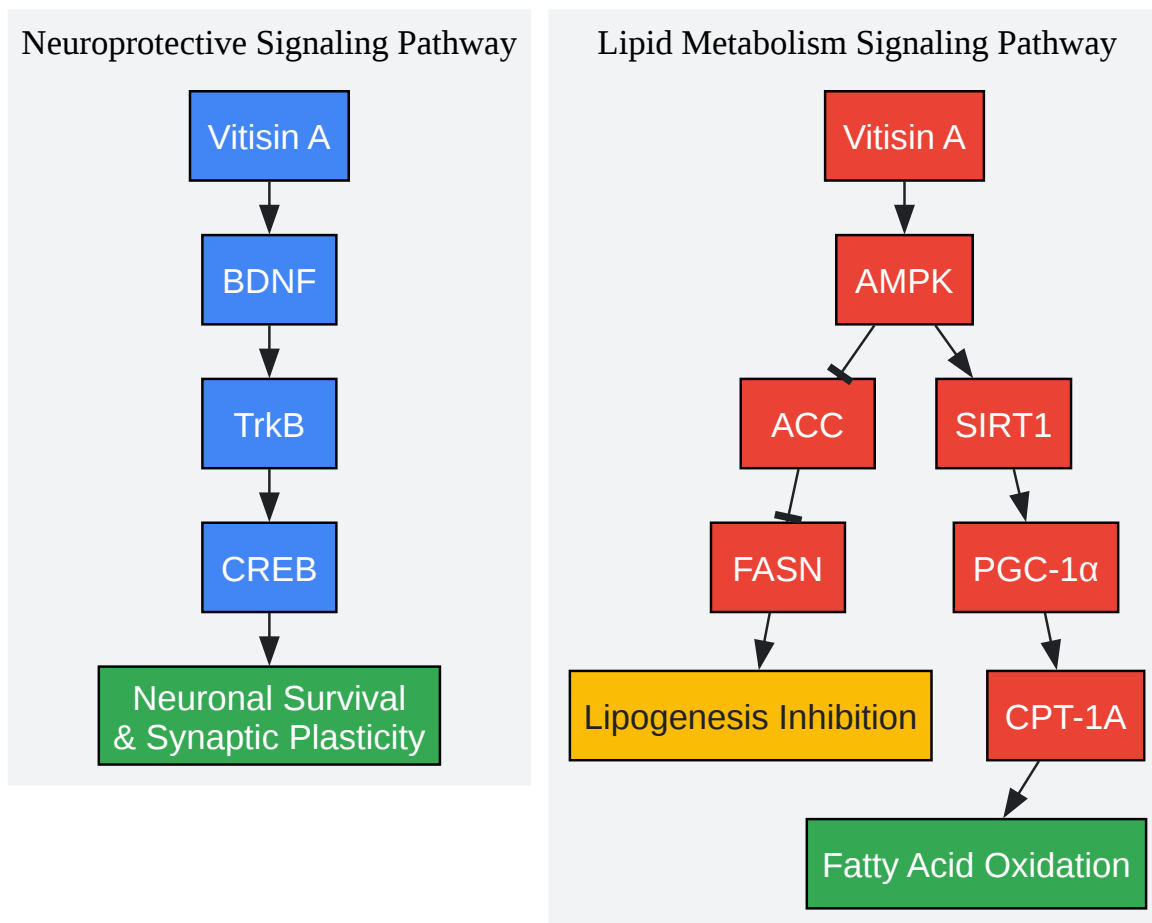 Neuroprotective Signaling Pathway
Vitisin A
BDNF
TrkB
CREB
Neuronal Survival
& Synaptic Plasticity
Lipid Metabolism Signaling Pathway
Vitisin A
AMPK
ACC
SIRT1
FASN
PGC-1α
Lipogenesis Inhibition
CPT-1A
Fatty Acid Oxidation